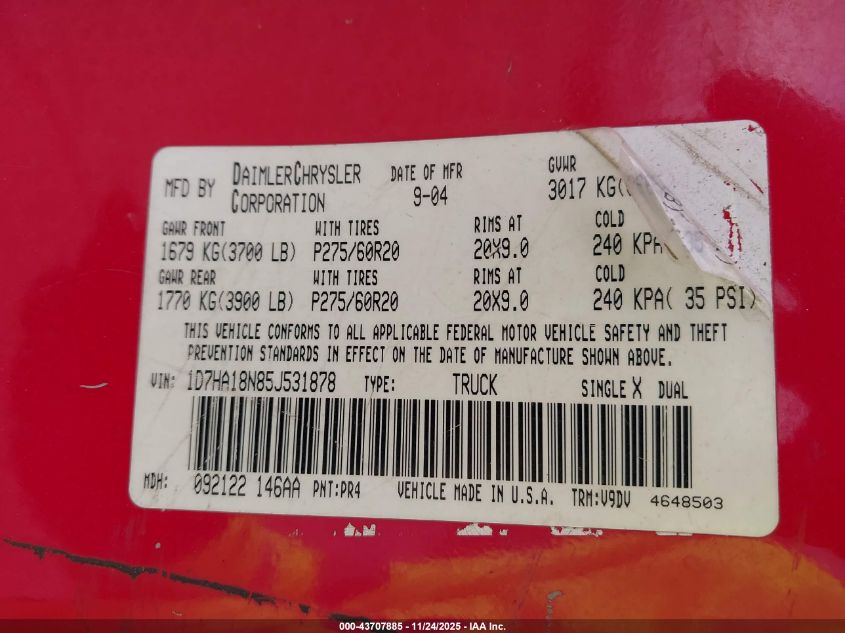 MFD BY DAIMLERCHRYSLER CORPORATION DATE OF MFR 9-04 GVWR 3017 KG(
GAWR FRONT WITH TIRES RIMS AT COLD
1679 KG(3700 LB) P275/60R20 20X9.0 240 KPA
GAWR REAR WITH TIRES RIMS AT COLD
1770 KG(3900 LB) P275/60R20 20X9.0 240 KPA( 35 PSI)
THIS VEHICLE CONFORMS TO ALL APPLICABLE FEDERAL MOTOR VEHICLE SAFETY AND THEFT
PREVENTION STANDARDS IN EFFECT ON THE DATE OF MANUFACTURE SHOWN ABOVE.
VIN: 1D7HA18N85J531878 TYPE: TRUCK SINGLE X DUAL
MDH: 092122 146AA PNT:PR4 VEHICLE MADE IN U.S.A. TRM:V9DV 4648503
000-43707885 - 11/24/2025 - IAA Inc.